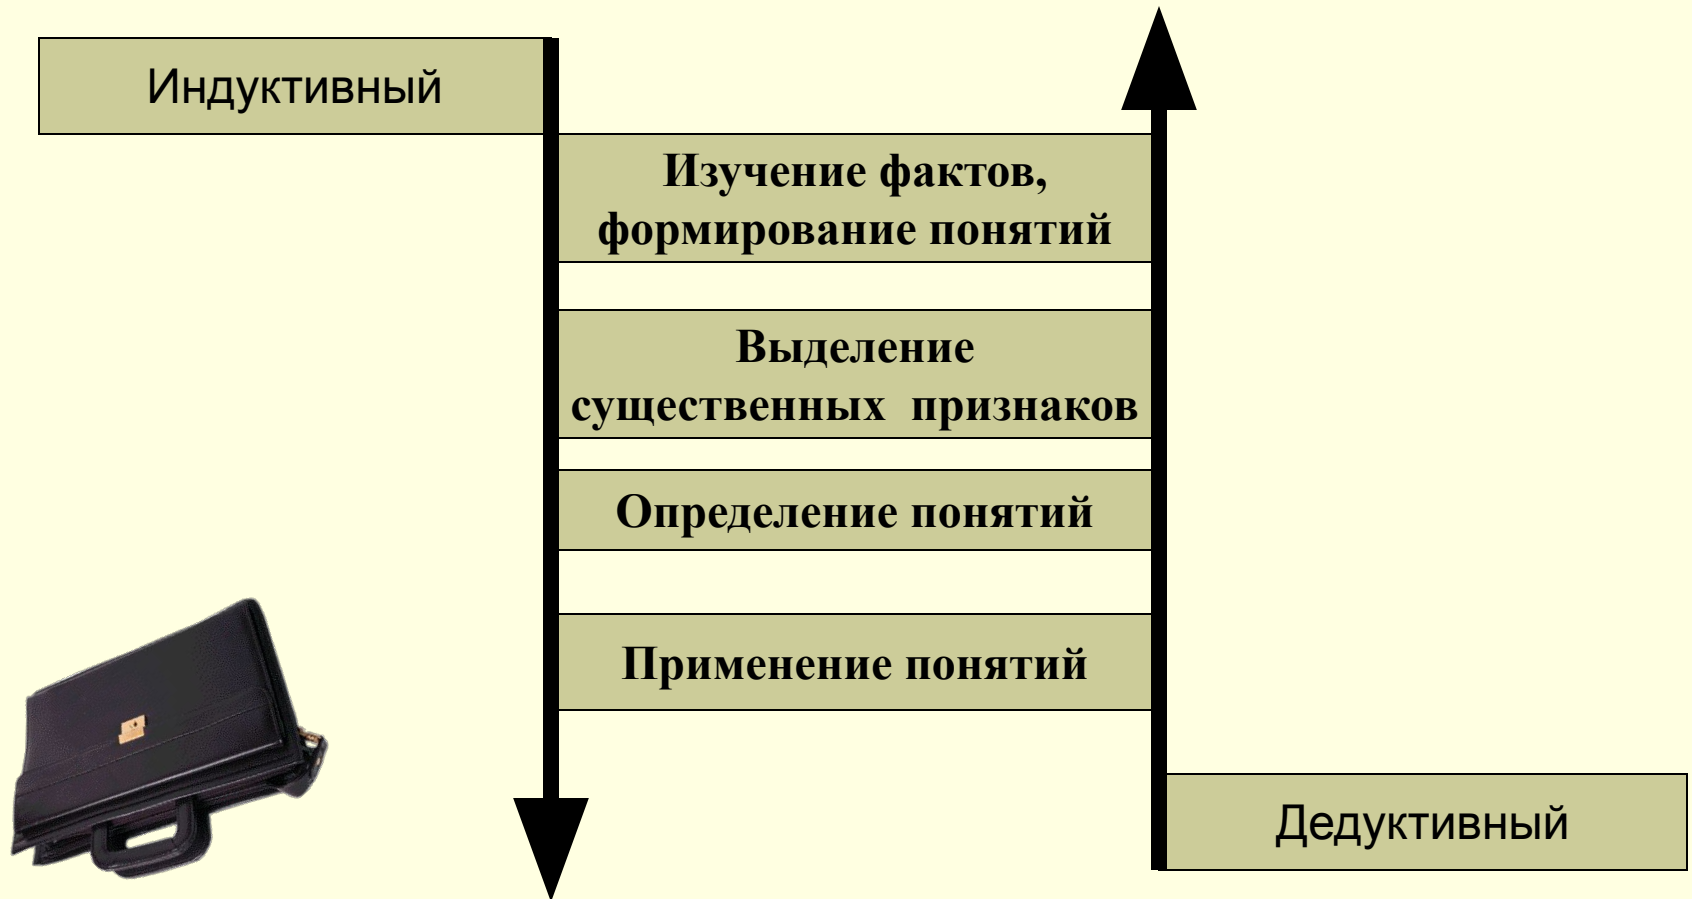 Индуктивный
Изучение фактов,
формирование понятий
Выделение
существенных  признаков
Определение понятий
Применение понятий
Дедуктивный